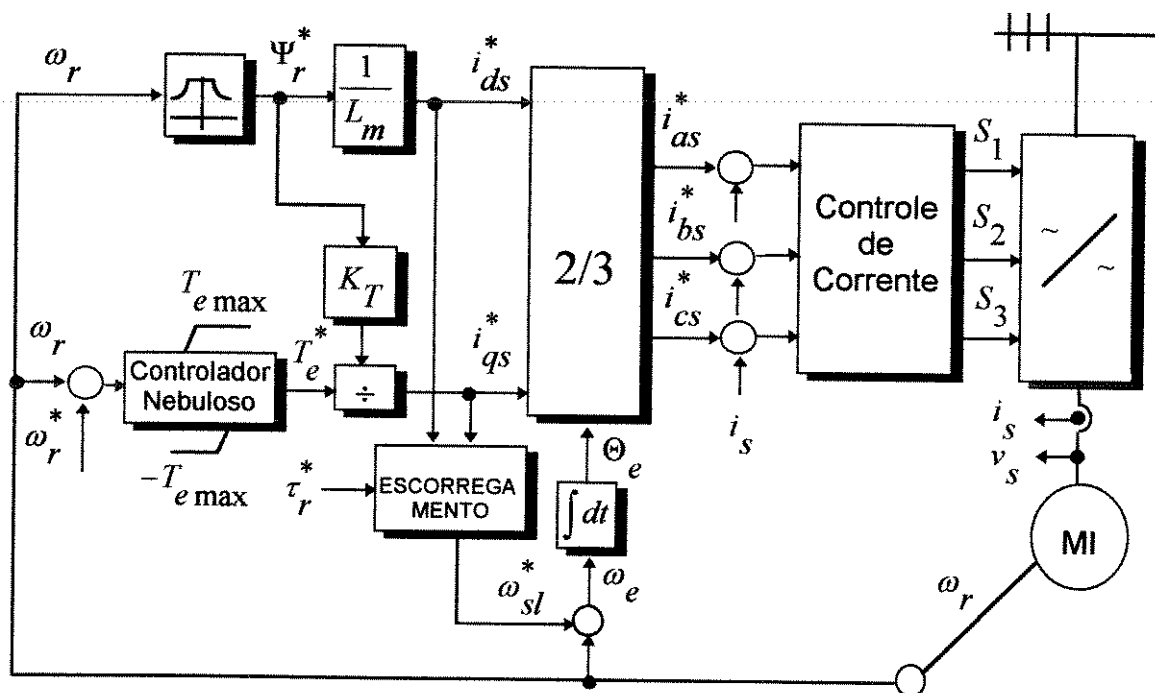 ω_r
Ψ_r^*
1
L_m
i_ds^*
2/3
i_as^*
i_bs^*
i_cs^*
i_s
Controle
de
Corrente
S_1
S_2
S_3
~
~
K_T
T_e max
ω_r
ω_r^*
Controlador
Nebuloso
−T_e max
T_e^*
÷
i_qs^*
τ_r^*
ESCORREGA
MENTO
ω_sl^*
Θ_e
∫dt
ω_e
i_s
v_s
MI
ω_r